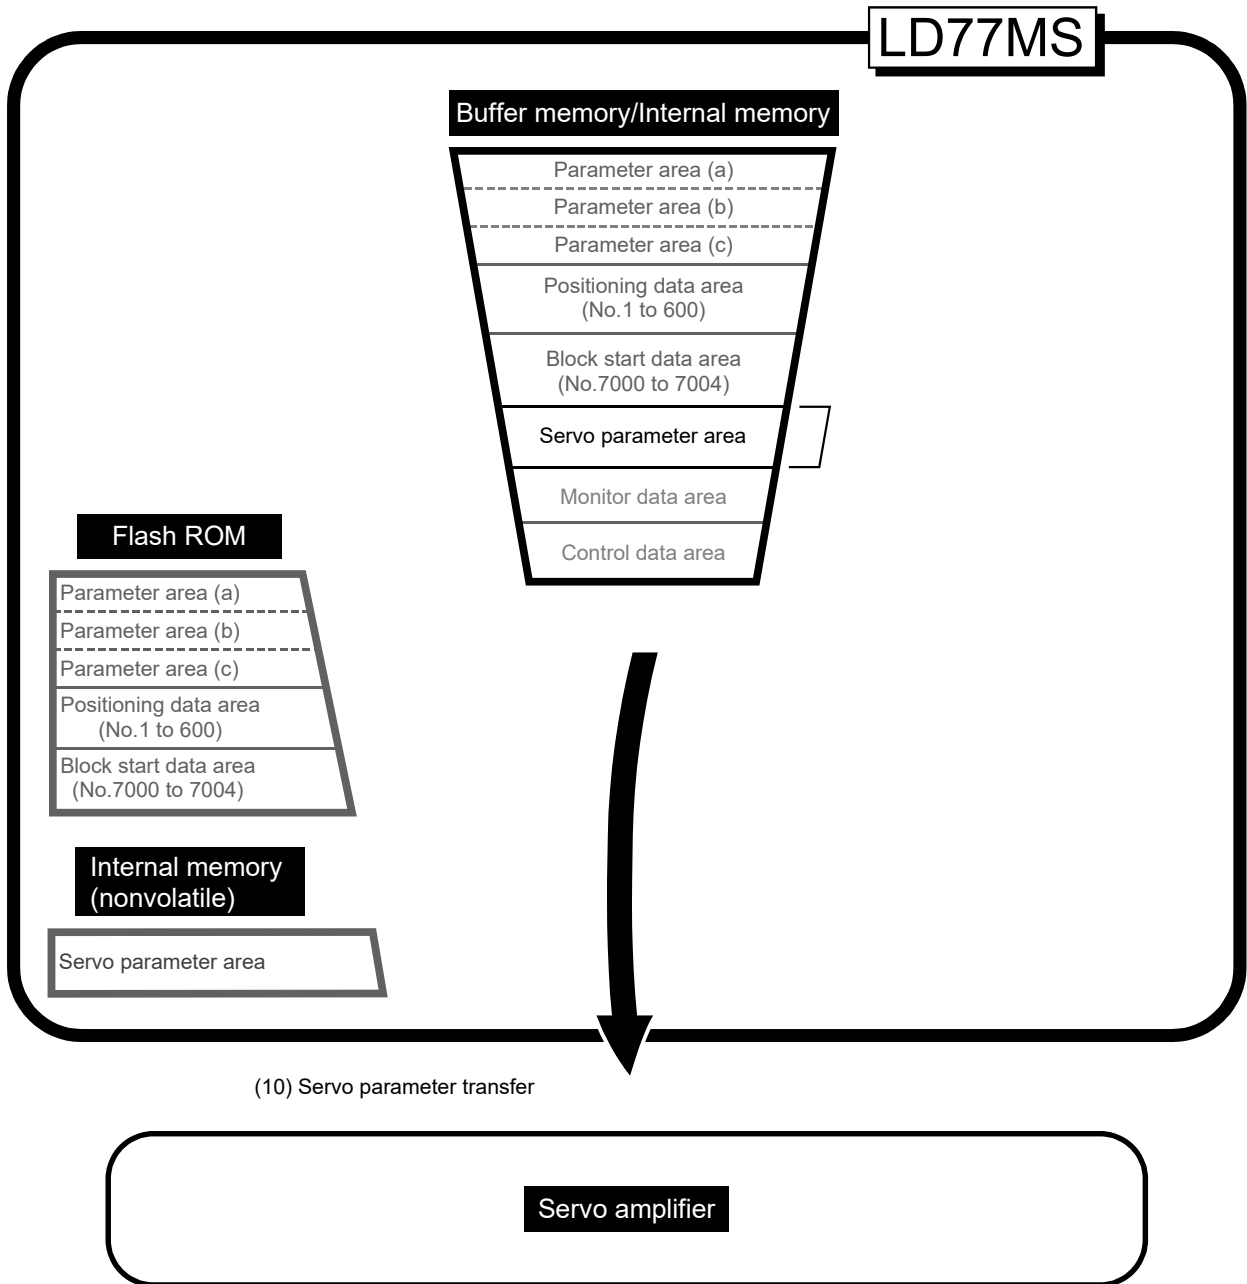 LD77MS
Buffer memory/Internal memory
Parameter area (a)
Parameter area (b)
Parameter area (c)
Positioning data area
(No.1 to 600)
Block start data area
(No.7000 to 7004)
Servo parameter area
Monitor data area
Control data area
Flash ROM
Parameter area (a)
Parameter area (b)
Parameter area (c)
Positioning data area
(No.1 to 600)
Block start data area
(No.7000 to 7004)
Internal memory
(nonvolatile)
Servo parameter area
(10) Servo parameter transfer
Servo amplifier